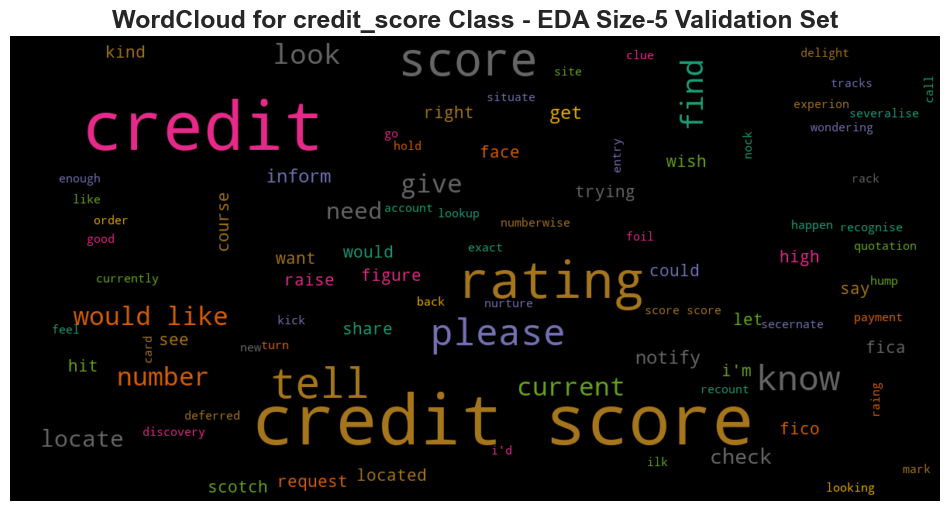 WordCloud for credit_score Class - EDA Size-5 Validation Set
kind
look
score
site
clue
find
delight
tracks
call
credit
situate
right
get
experion
severalise
wondering
go
hold
face
entry
nock
wish
enough
inform
give
trying
rack
like
course
need
account
lookup
numberwise
order
good
foil
happen
recognise
want
would
exact
high
quotation
currently
raise
figure
rating
could
say
hump
back
nurture
score score
would like
kick
share
please
let
secernate
payment
feel
card
see
new
turn
notify
fica
hit
number
tell
current
i'm
recount
know
raing
deferred
credit score
fico
locate
discovery
i'd
ilk
check
mark
scotch
request
located
looking